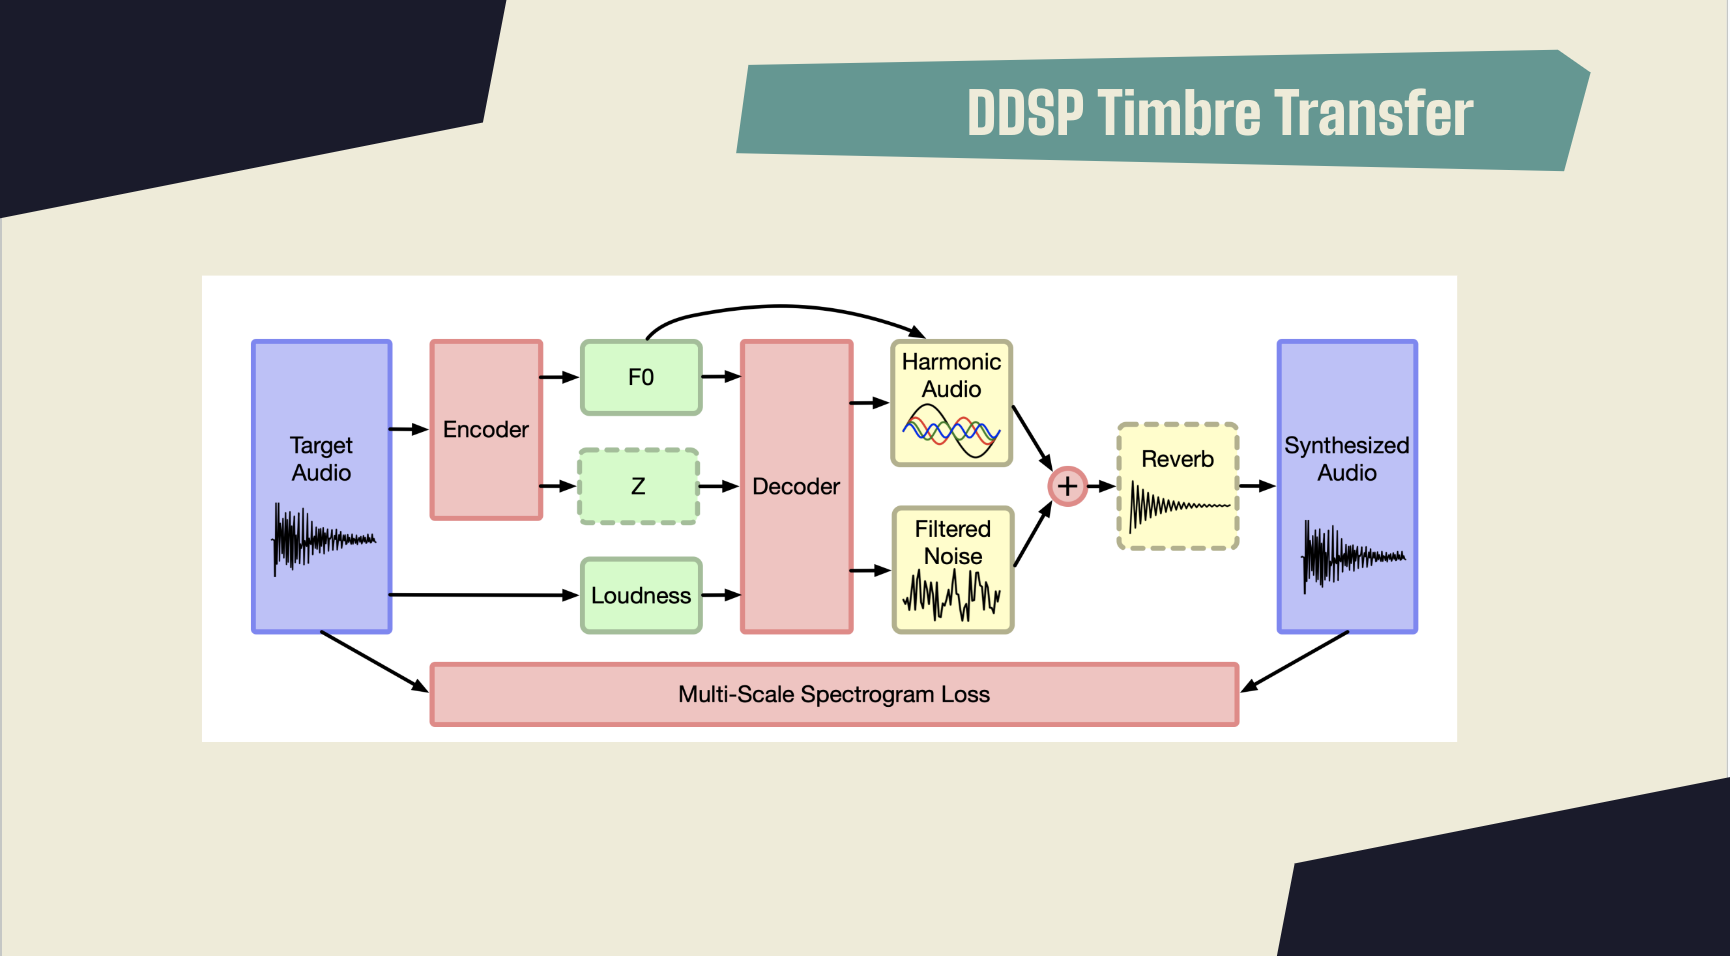 DDSP Timbre Transfer
Target
Audio
Encoder
F0
Z
Loudness
Decoder
Harmonic
Audio
Filtered
Noise
+
Reverb
Synthesized
Audio
Multi-Scale Spectrogram Loss